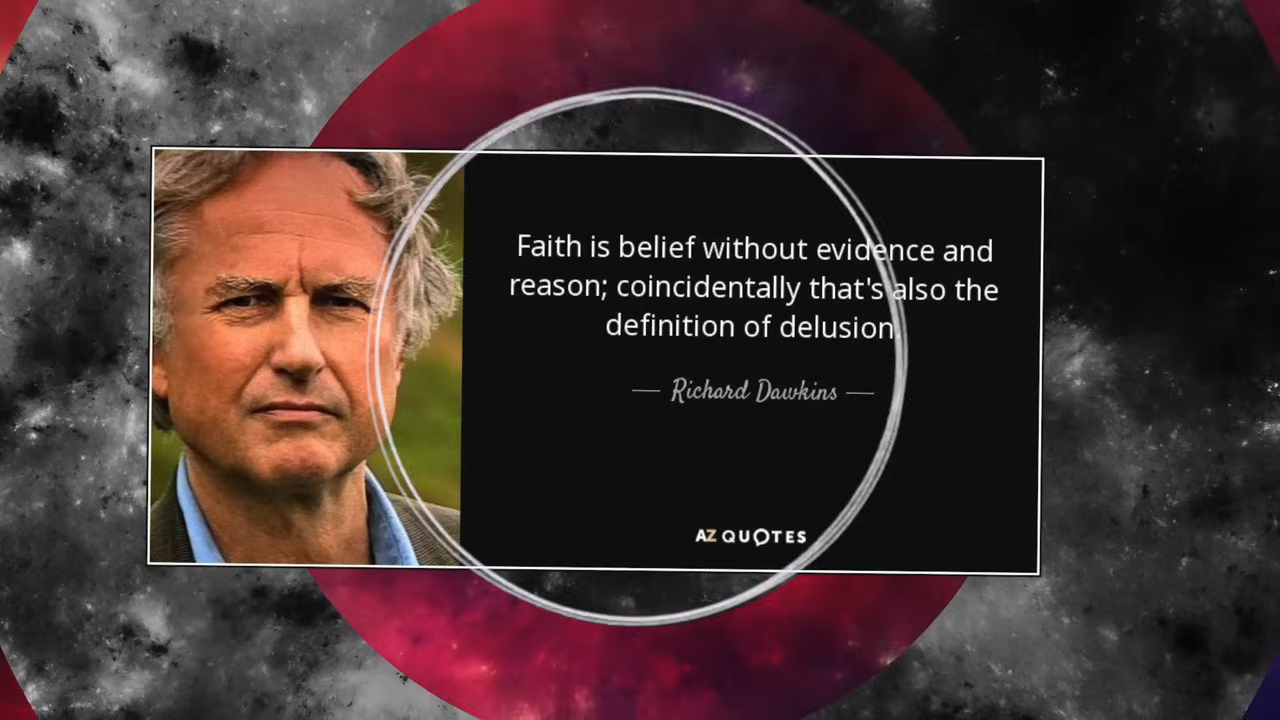 Faith is belief without evidence and
reason; coincidentally that's also the
definition of delusion.
— Richard Dawkins —
AZ QUOTES